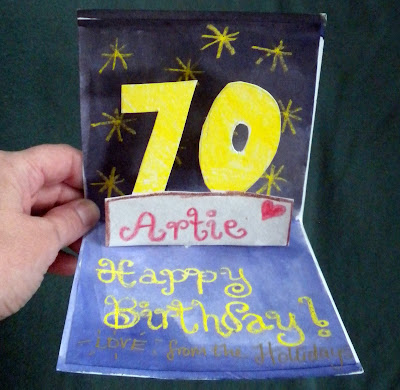 70
Artie
Happy
Birthday!
- LOVE from the Holliday